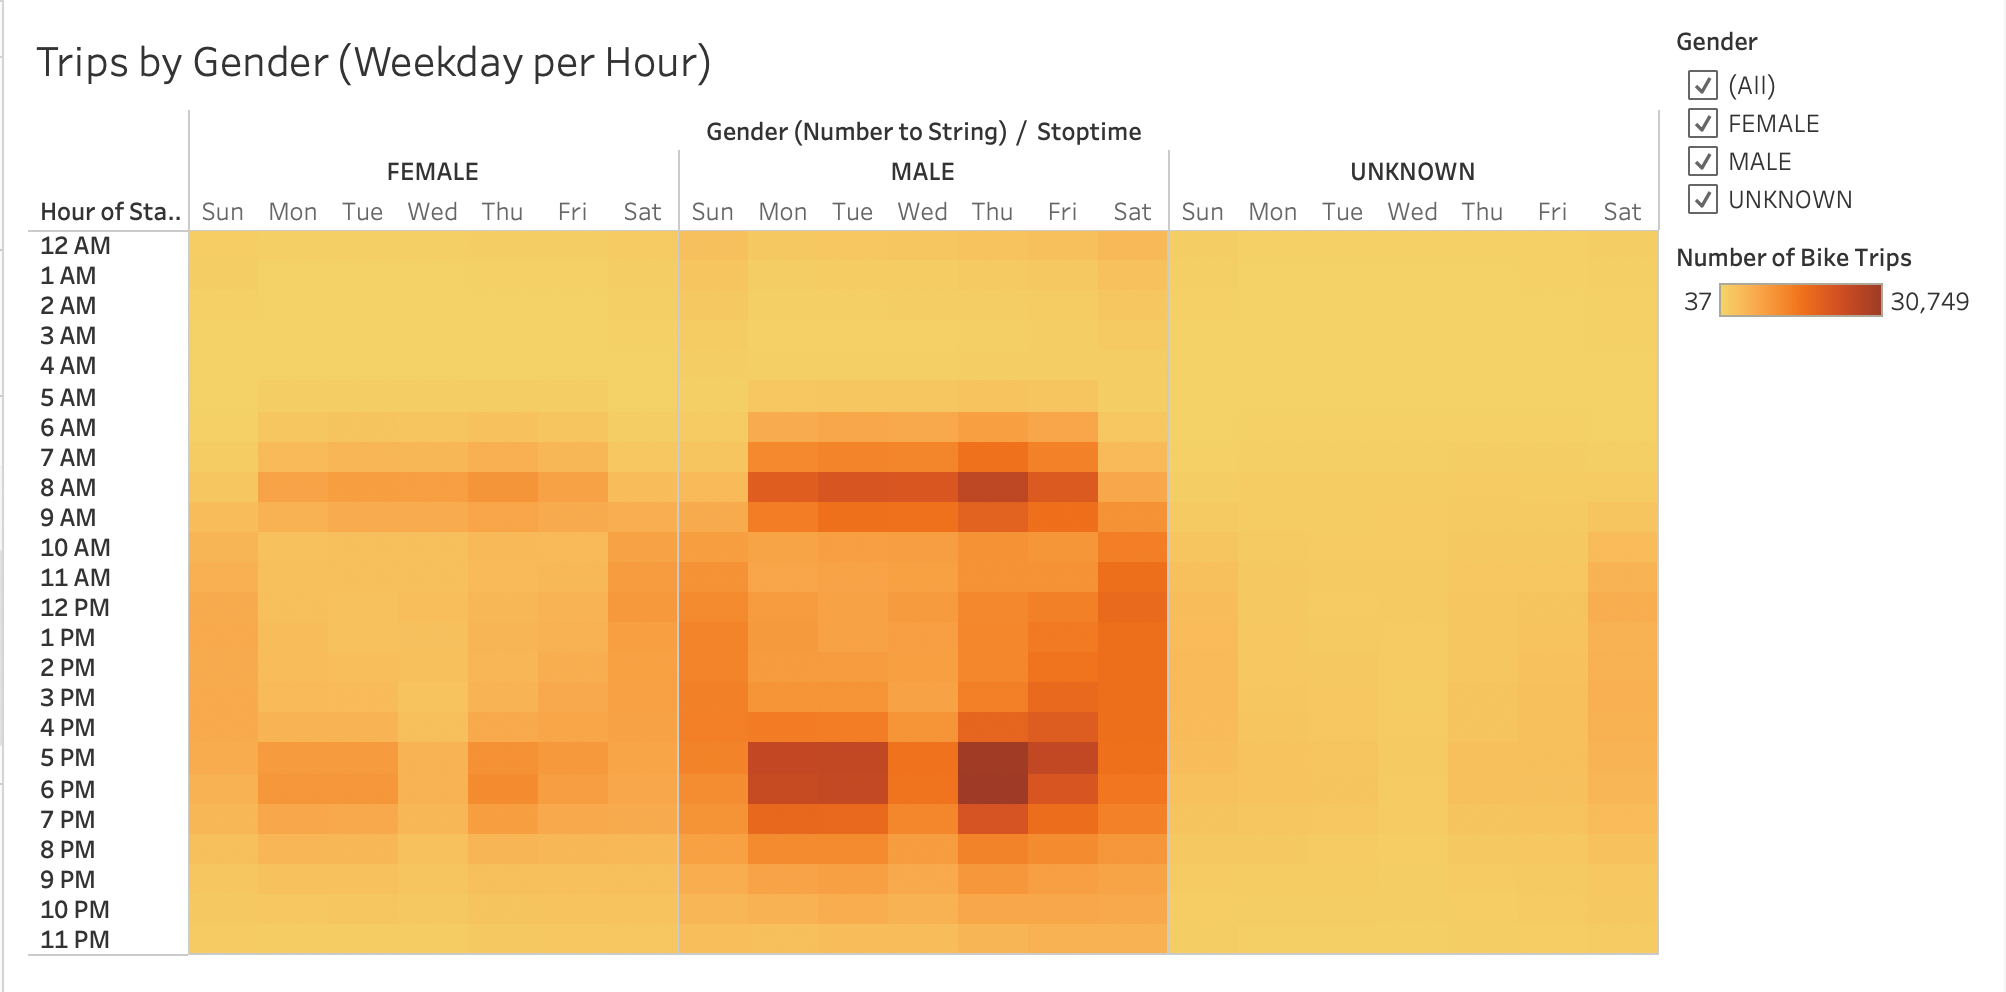 Trips by Gender (Weekday per Hour)
Gender (Number to String) / Stoptime
FEMALE MALE UNKNOWN
Hour of Sta.. Sun Mon Tue Wed Thu Fri Sat Sun Mon Tue Wed Thu Fri Sat Sun Mon Tue Wed Thu Fri Sat
12 AM
1 AM
2 AM
3 AM
4 AM
5 AM
6 AM
7 AM
8 AM
9 AM
10 AM
11 AM
12 PM
1 PM
2 PM
3 PM
4 PM
5 PM
6 PM
7 PM
8 PM
9 PM
10 PM
11 PM
Gender
(All)
FEMALE
MALE
UNKNOWN
Number of Bike Trips
37 30,749